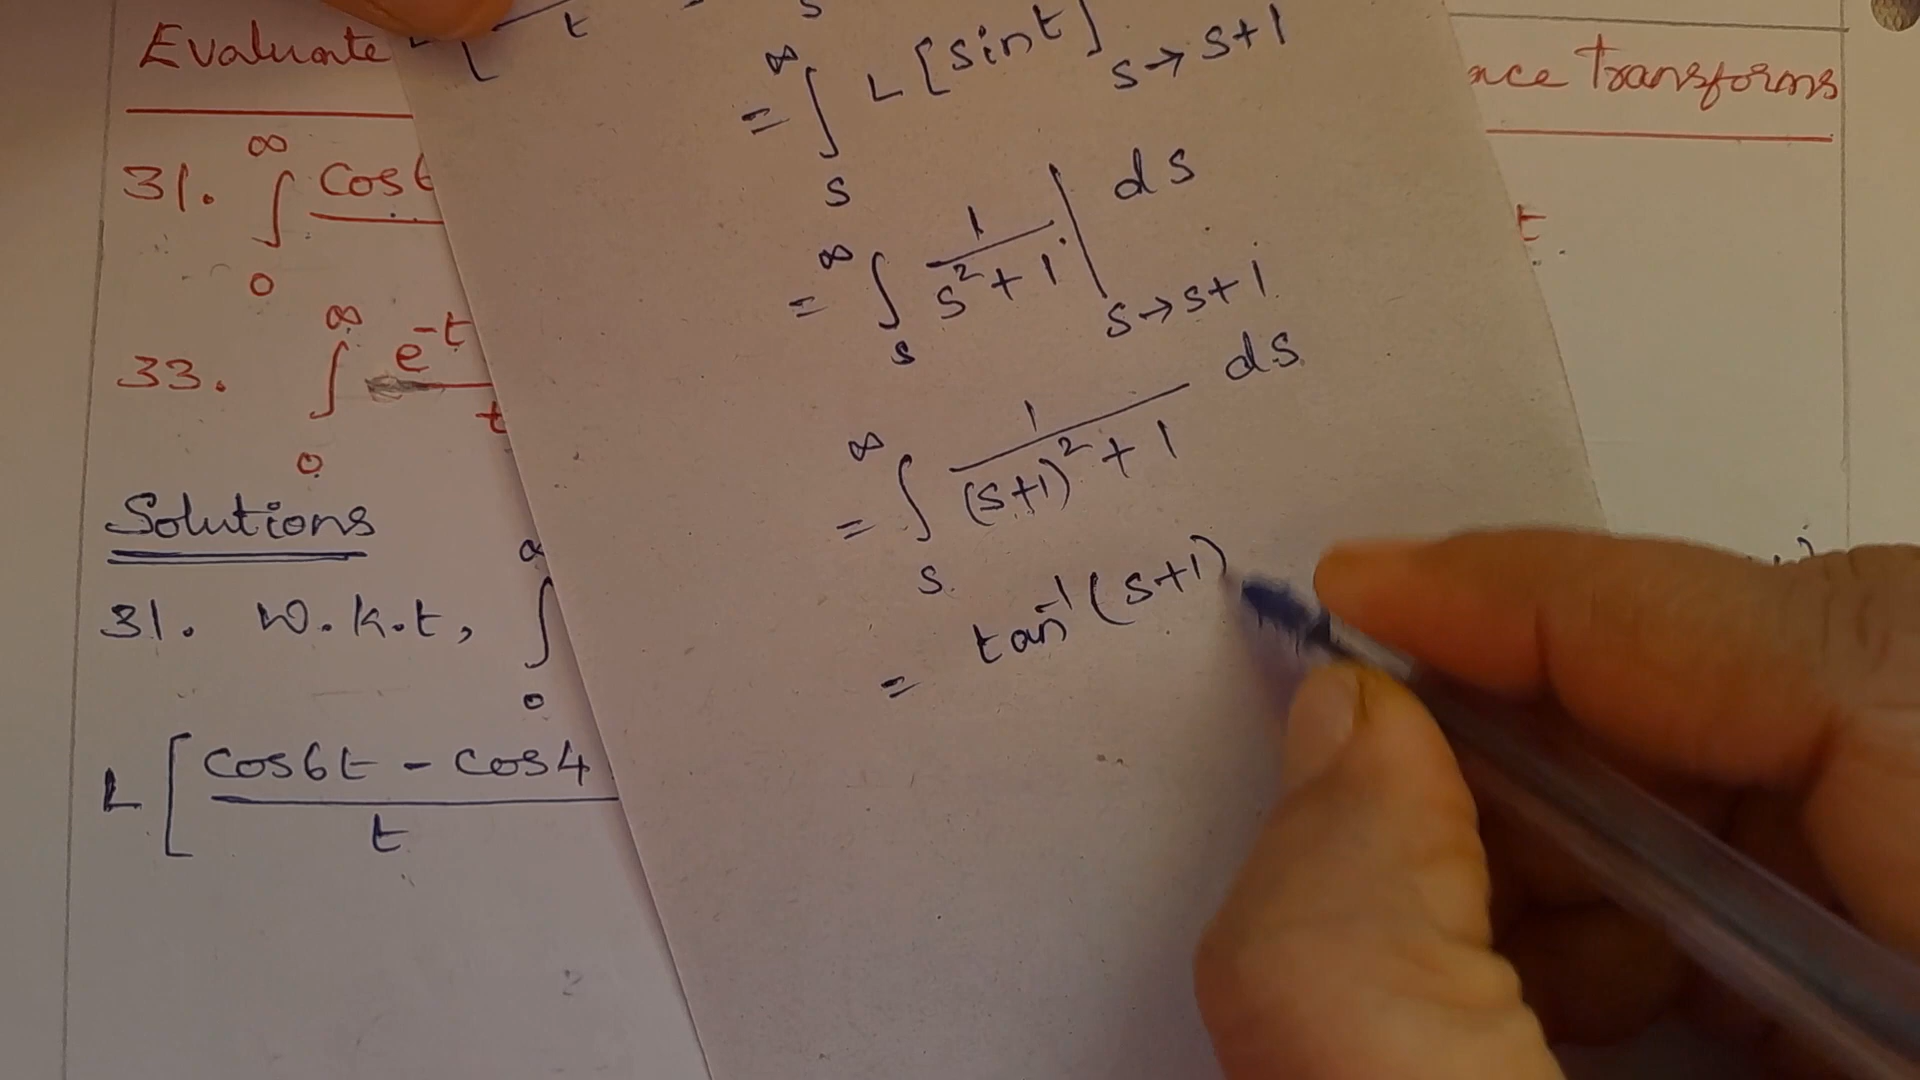 Evaluate
nce Transforms
31. ∞ ∫ 0 cos6
t
33. ∞ ∫ 0 e^-t / t
Solutions
31. W.k.t, ∫ 0
L [ cos6t - cos4 / t
t = s
= ∞ ∫ s L[sint] s→s+1
= ∞ ∫ s 1 / s²+1 | s→s+1 ds
= ∞ ∫ s 1 / (s+1)²+1 ds
= tan^-1 (s+1)